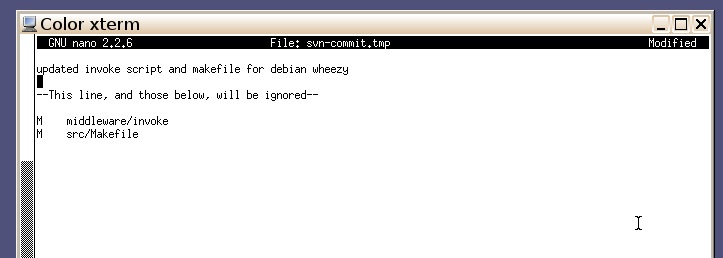 Color xterm
GNU nano 2.2.6 File: svn-commit.tmp Modified
updated invoke script and makefile for debian wheezy
--This line, and those below, will be ignored--
M middleware/invoke
M src/Makefile